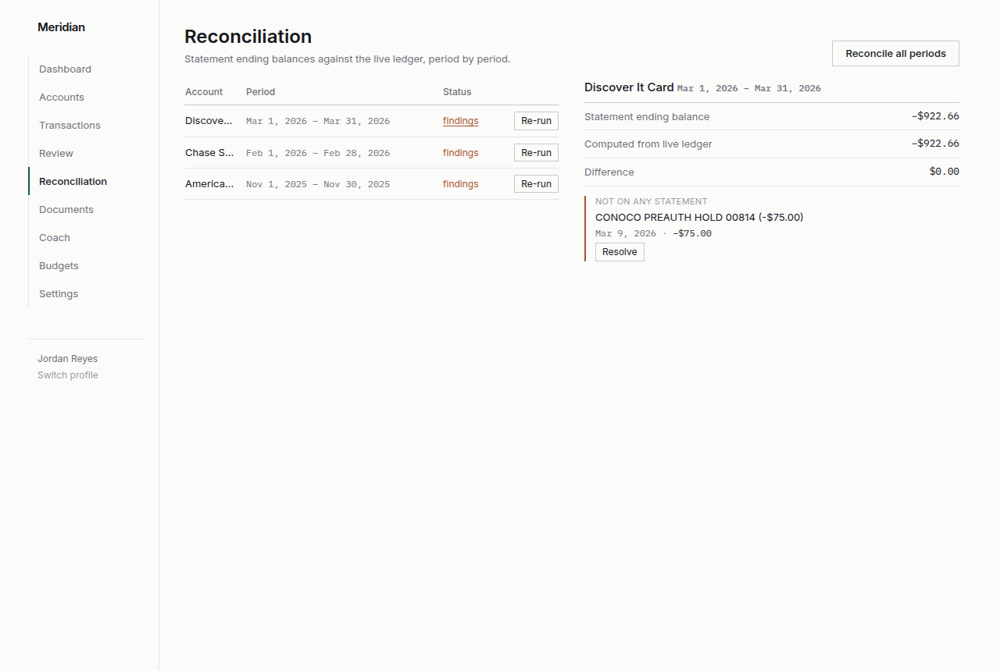 Meridian
Dashboard
Accounts
Transactions
Review
Reconciliation
Documents
Coach
Budgets
Settings
Jordan Reyes
Switch profile
Reconciliation
Statement ending balances against the live ledger, period by period.
Reconcile all periods
Account Period Status
Discove... Mar 1, 2026 – Mar 31, 2026 findings Re-run
Chase S... Feb 1, 2026 – Feb 28, 2026 findings Re-run
America... Nov 1, 2025 – Nov 30, 2025 findings Re-run
Discover It Card Mar 1, 2026 – Mar 31, 2026
Statement ending balance −$922.66
Computed from live ledger −$922.66
Difference $0.00
NOT ON ANY STATEMENT
CONOCO PREAUTH HOLD 00814 (-$75.00)
Mar 9, 2026 · −$75.00
Resolve